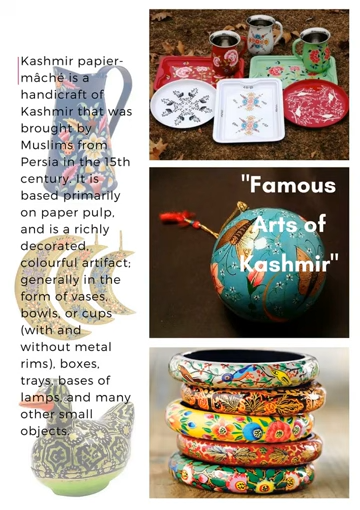 Kashmir papier-
mâché is a
handicraft of
Kashmir that was
brought by
Muslims from
Persia in the 15th
century. It is
based primarily
on paper pulp,
and is a richly
decorated,
colourful artifact;
generally in the
form of vases,
bowls, or cups
(with and
without metal
rims), boxes,
trays, bases of
lamps, and many
other small
objects.
"Famous
Arts of
Kashmir"